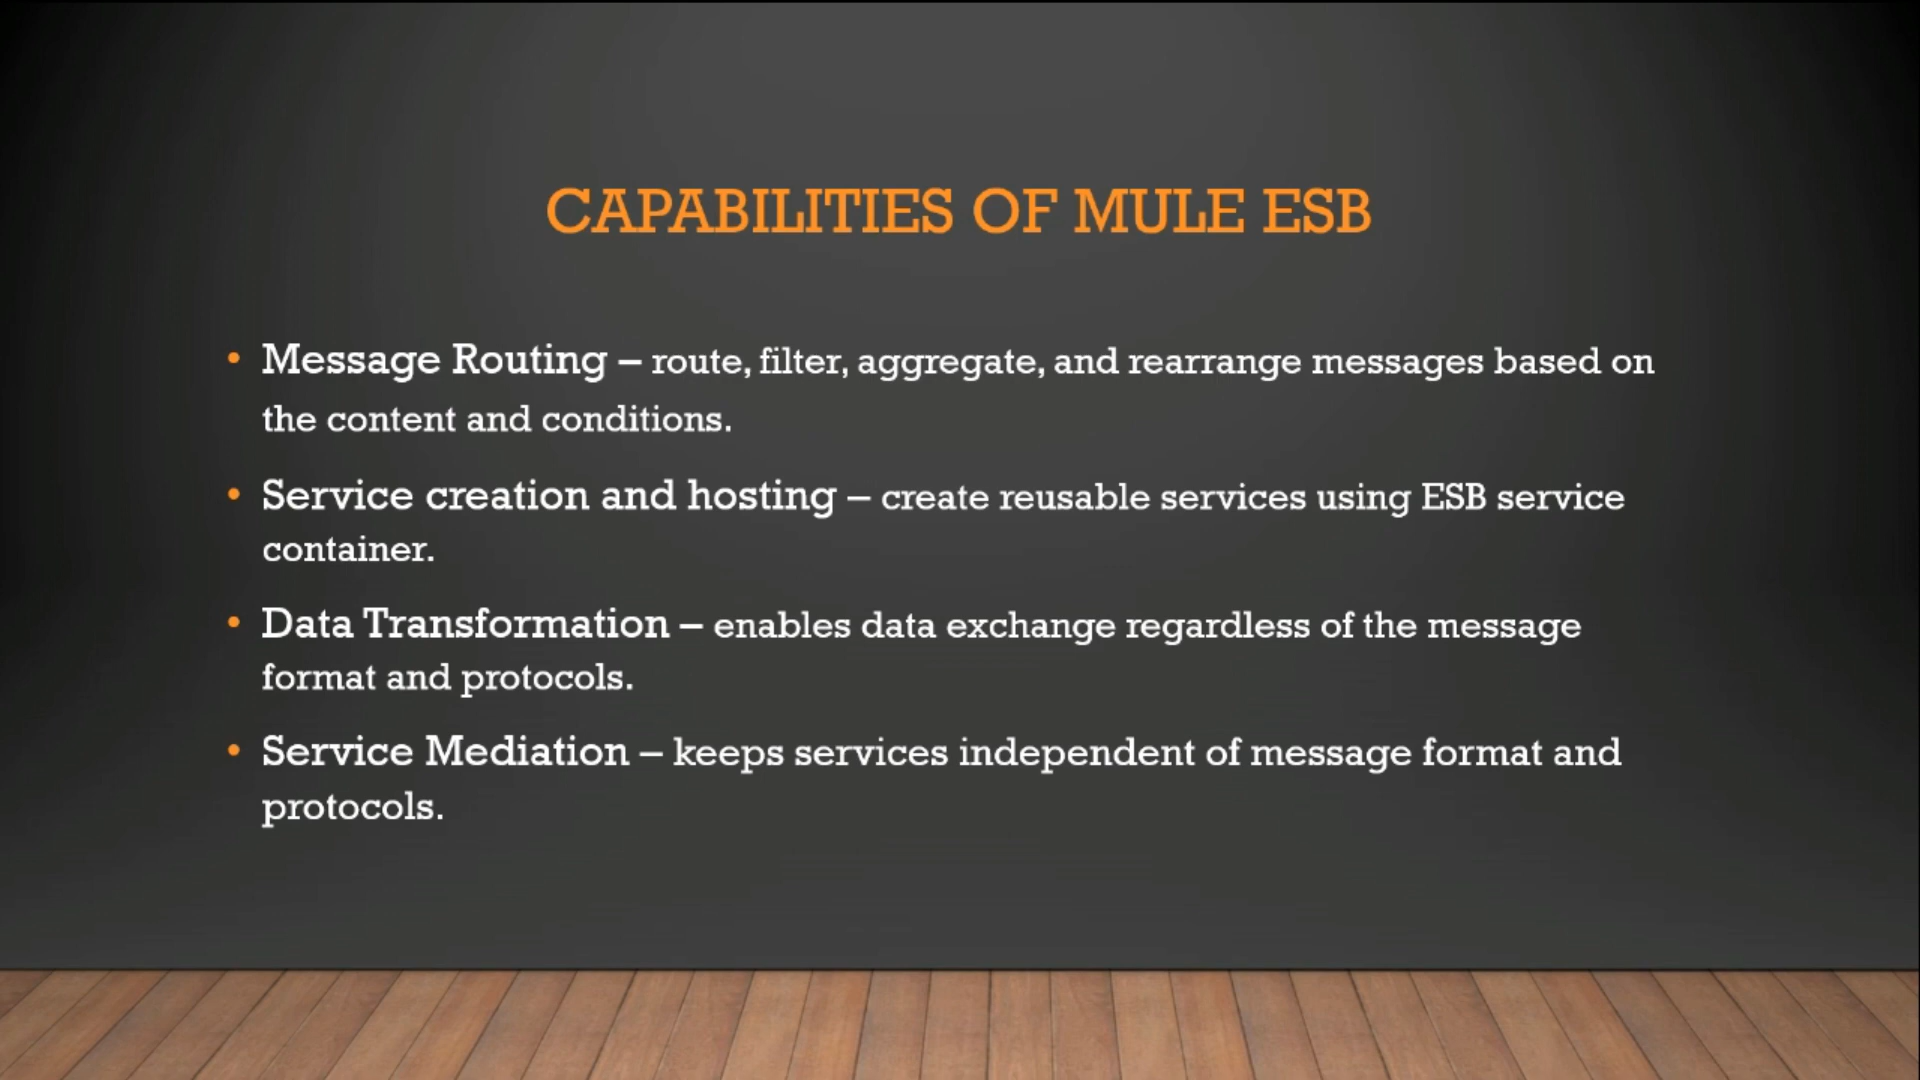 CAPABILITIES OF MULE ESB
• Message Routing – route, filter, aggregate, and rearrange messages based on
the content and conditions.
• Service creation and hosting – create reusable services using ESB service
container.
• Data Transformation – enables data exchange regardless of the message
format and protocols.
• Service Mediation – keeps services independent of message format and
protocols.